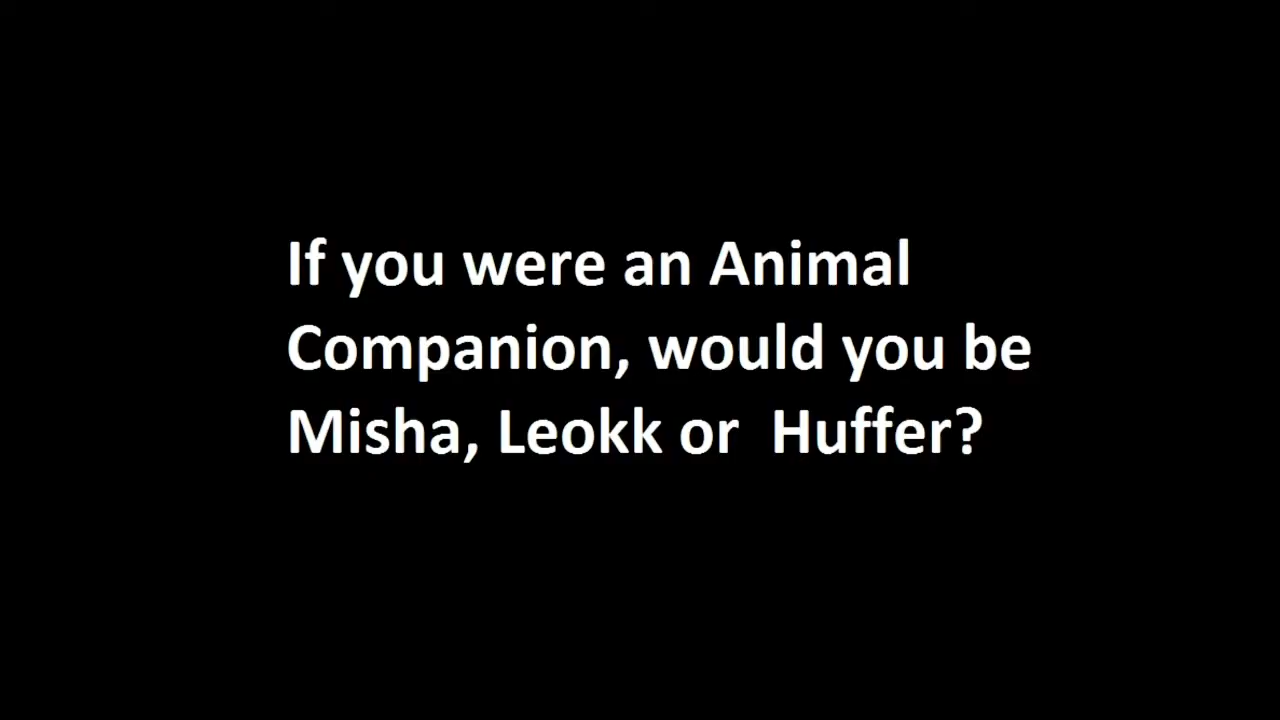 If you were an Animal
Companion, would you be
Misha, Leokk or  Huffer?